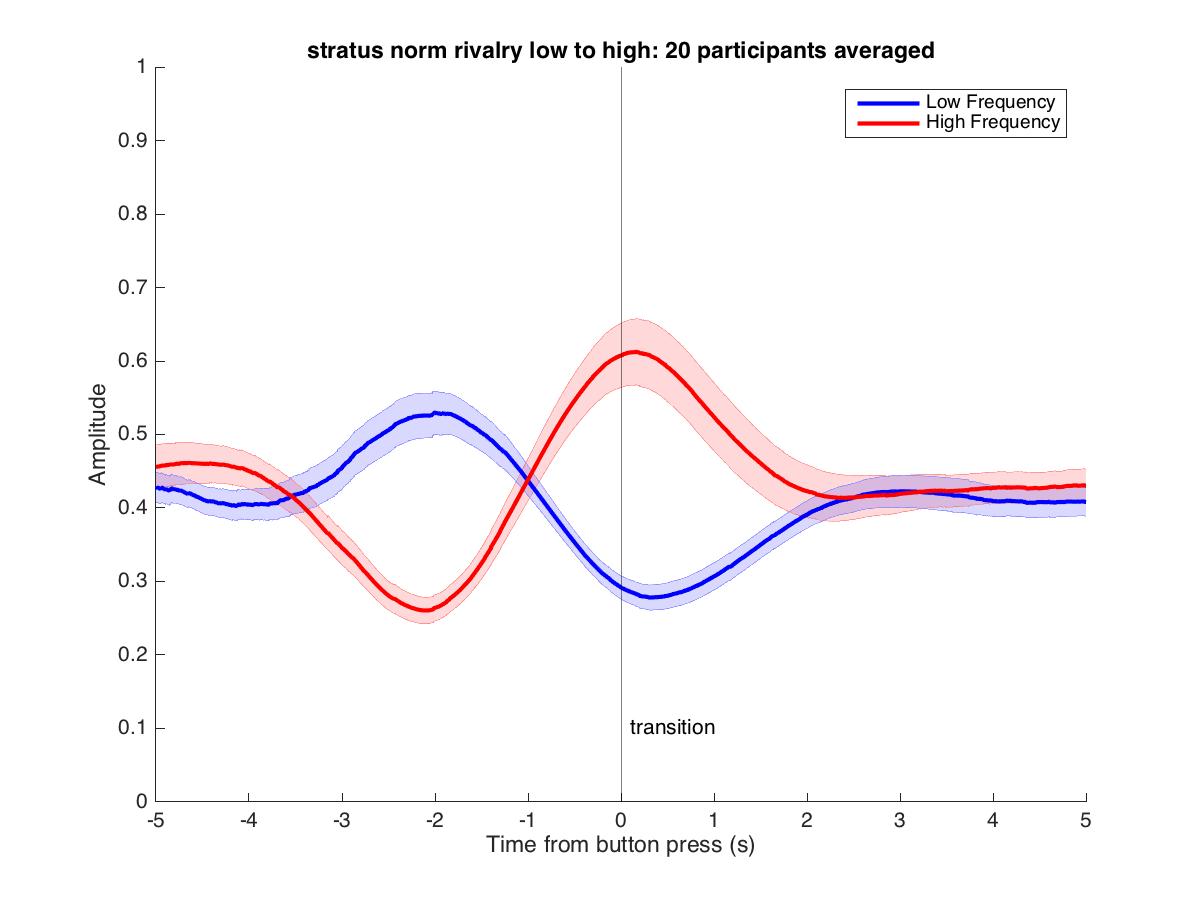 stratus norm rivalry low to high: 20 participants averaged
Low Frequency
High Frequency
1
0.9
0.8
0.7
0.6
0.5
0.4
0.3
0.2
0.1
0
Amplitude
transition
-5 -4 -3 -2 -1 0 1 2 3 4 5
Time from button press (s)